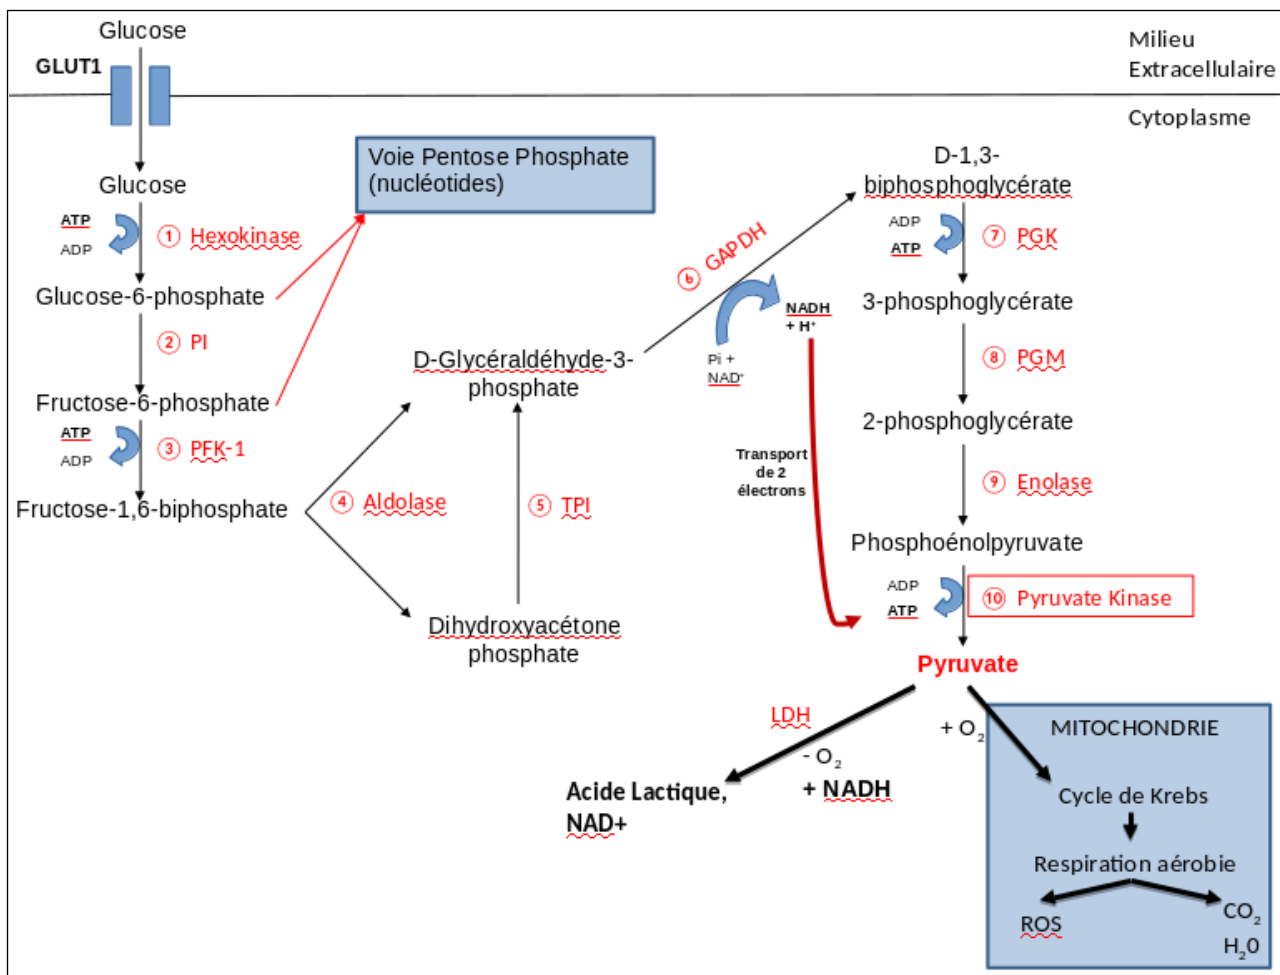 Glucose
GLUT1
Milieu
Extracellulaire
Cytoplasme
Glucose
ATP
ADP
1 Hexokinase
Voie Pentose Phosphate
(nucléotides)
Glucose-6-phosphate
2 PI
Fructose-6-phosphate
ATP
ADP
3 PFK-1
Fructose-1,6-biphosphate
4 Aldolase
D-Glycéraldéhyde-3-
phosphate
5 TPI
Dihydroxyacétone
phosphate
6 GAPDH
Pi +
NAD+
NADH
+ H+
Transport
de 2
électrons
D-1,3-
biphosphoglycérate
ADP
ATP
7 PGK
3-phosphoglycérate
8 PGM
2-phosphoglycérate
9 Enolase
Phosphoénolpyruvate
ADP
ATP
10 Pyruvate Kinase
Pyruvate
LDH
- O2
+ NADH
Acide Lactique,
NAD+
+ O2
MITOCHONDRIE
Cycle de Krebs
Respiration aérobie
ROS
CO2
H20